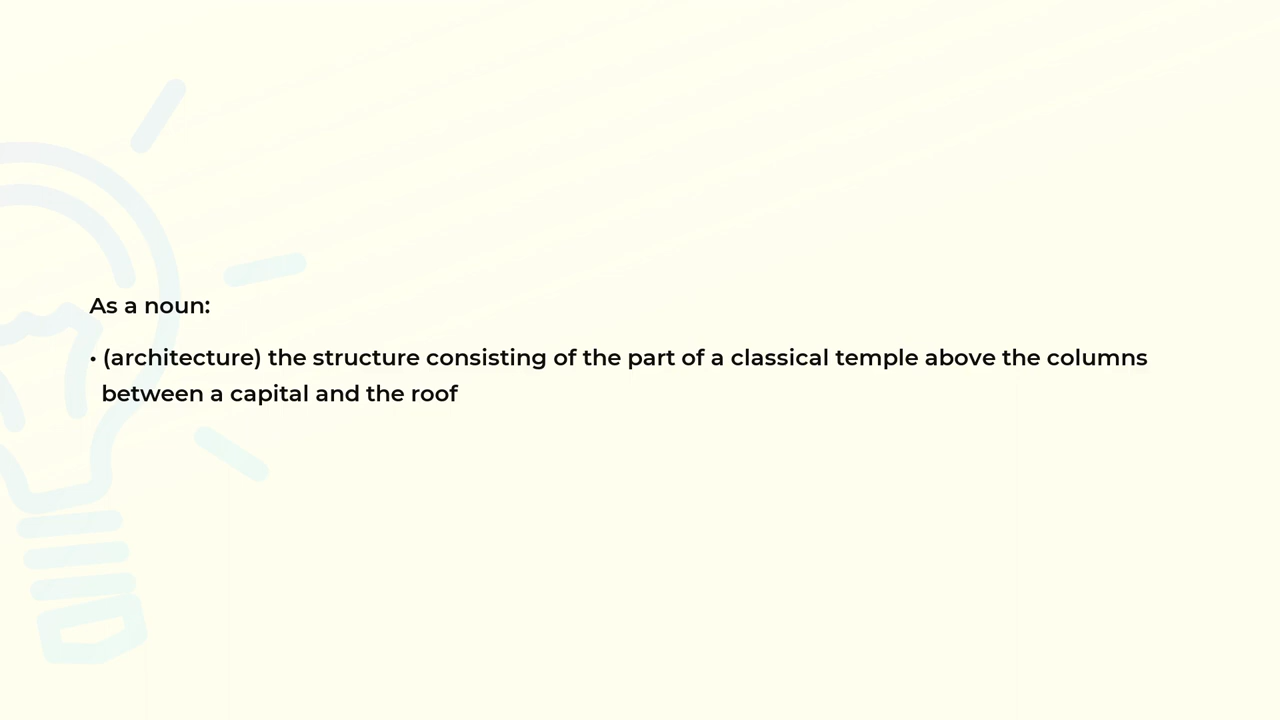 As a noun:
• (architecture) the structure consisting of the part of a classical temple above the columns
between a capital and the roof